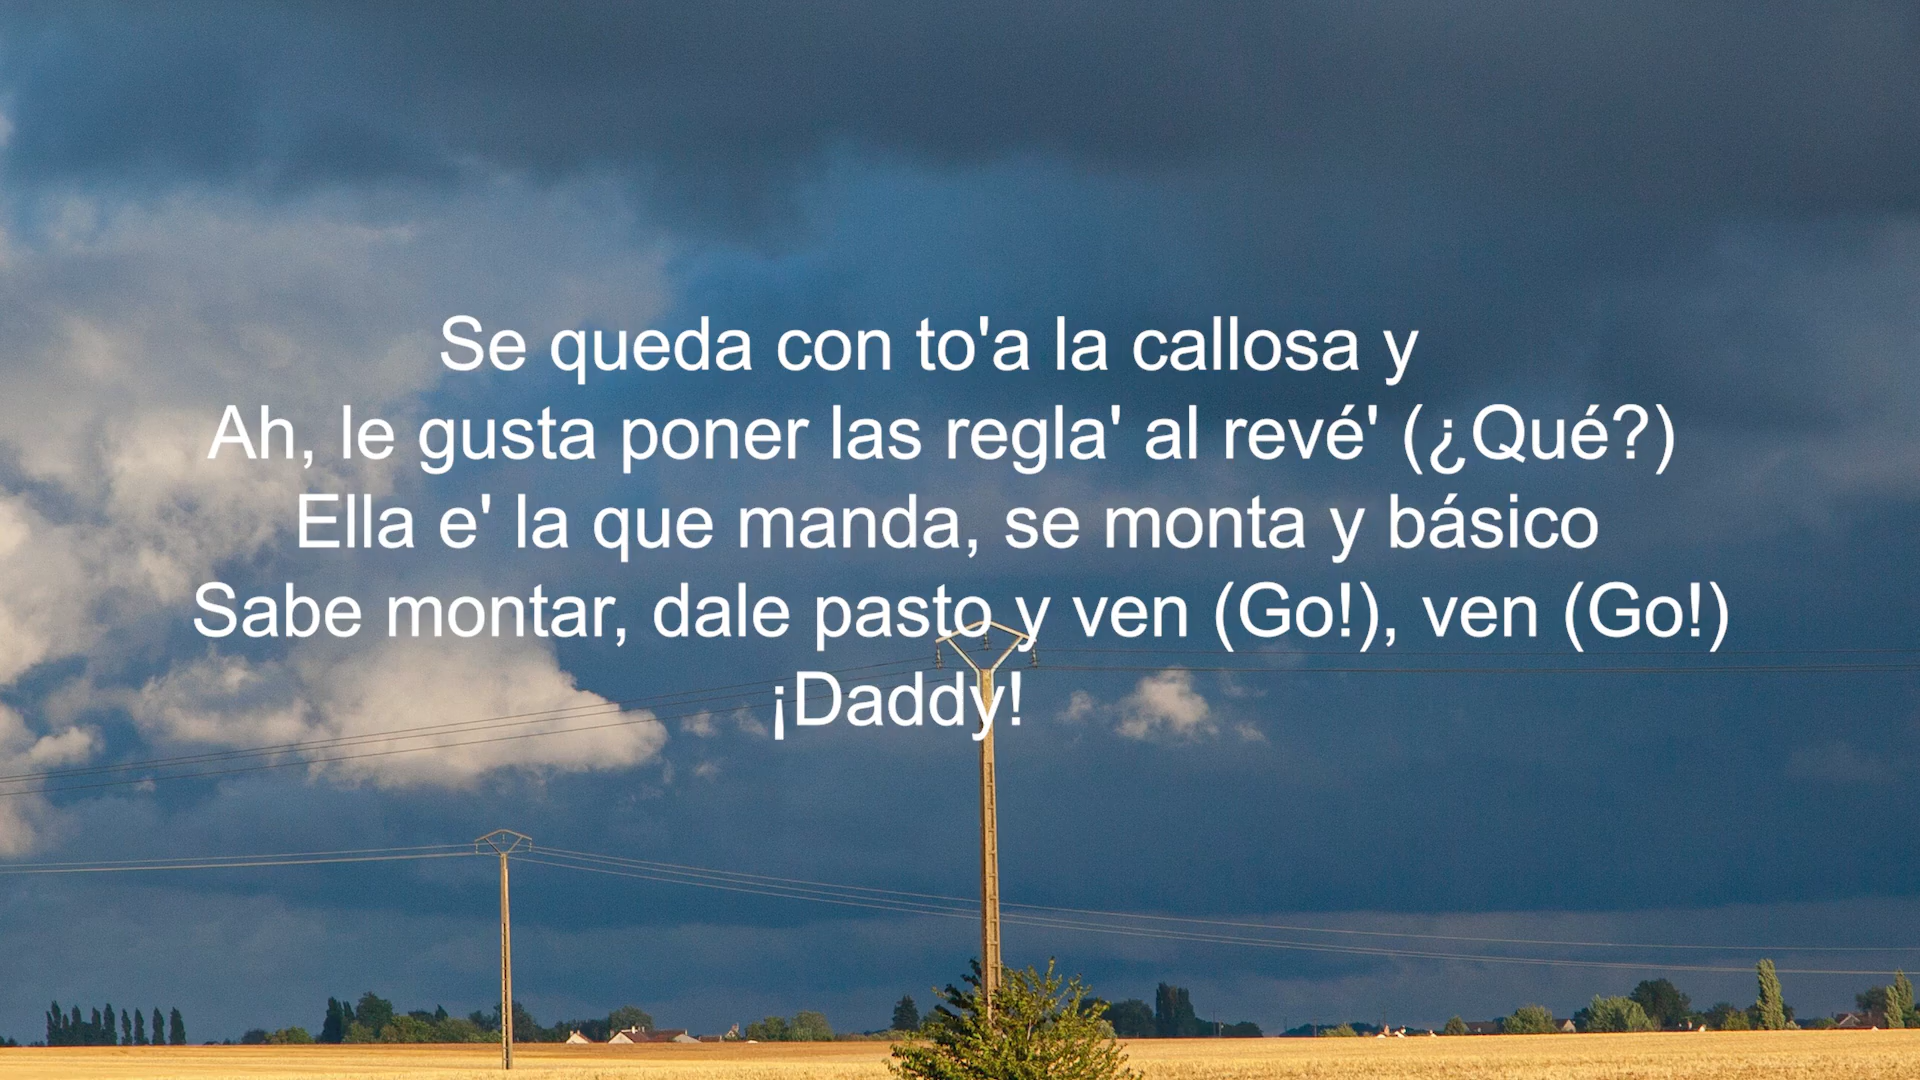 Se queda con to'a la callosa y
Ah, le gusta poner las regla' al revé' (¿Qué?)
Ella e' la que manda, se monta y básico
Sabe montar, dale pasto y ven (Go!), ven (Go!)
¡Daddy!